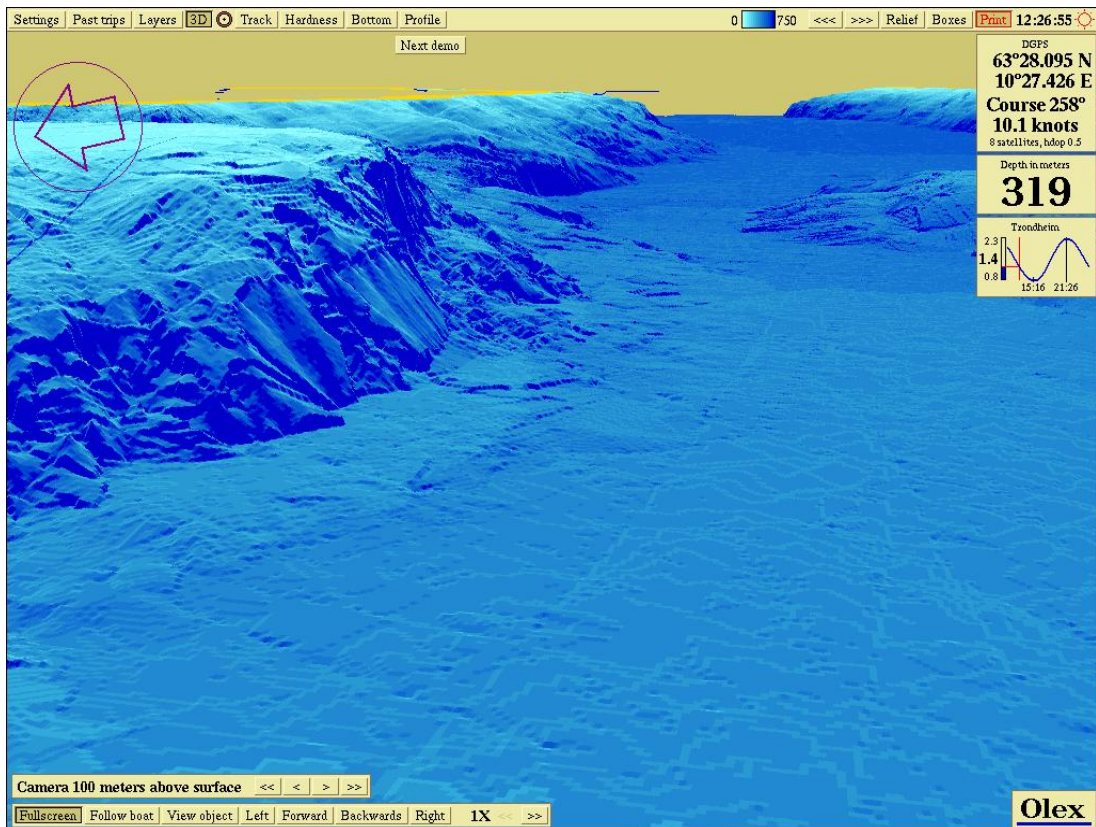 Settings Past trips Layers 3D Track Hardness Bottom Profile 0 750 <<< >>> Relief Boxes Print 12:26:55
Next demo
DGPS
63°28.095 N
10°27.426 E
Course 258°
10.1 knots
8 satellites, hdop 0.5
Depth in meters
319
Trondheim
2.3
1.4
0.8
15:16 21:26
Camera 100 meters above surface << < > >>
Fullscreen Follow boat View object Left Forward Backwards Right 1X << >>
Olex